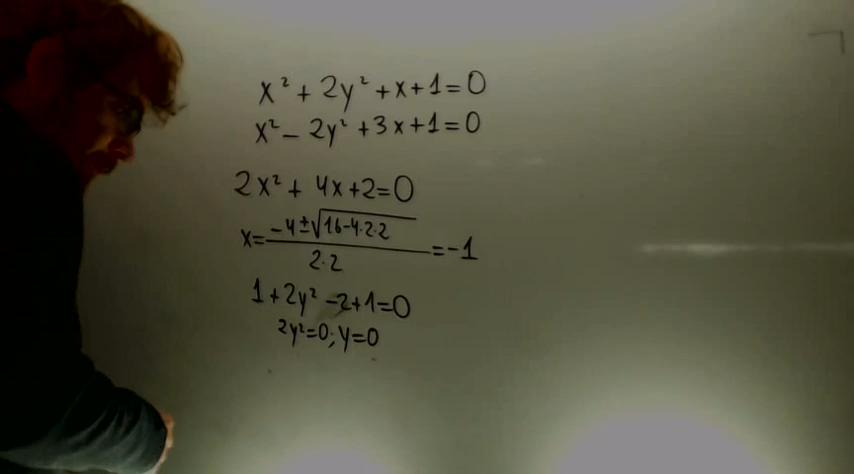 x² + 2y² + x + 1 = 0
x² - 2y² + 3x + 1 = 0
2x² + 4x + 2 = 0
x = (-4 ± √(16 - 4·2·2)) / (2·2) = -1
1 + 2y² - 2 + 1 = 0
2y² = 0; y = 0